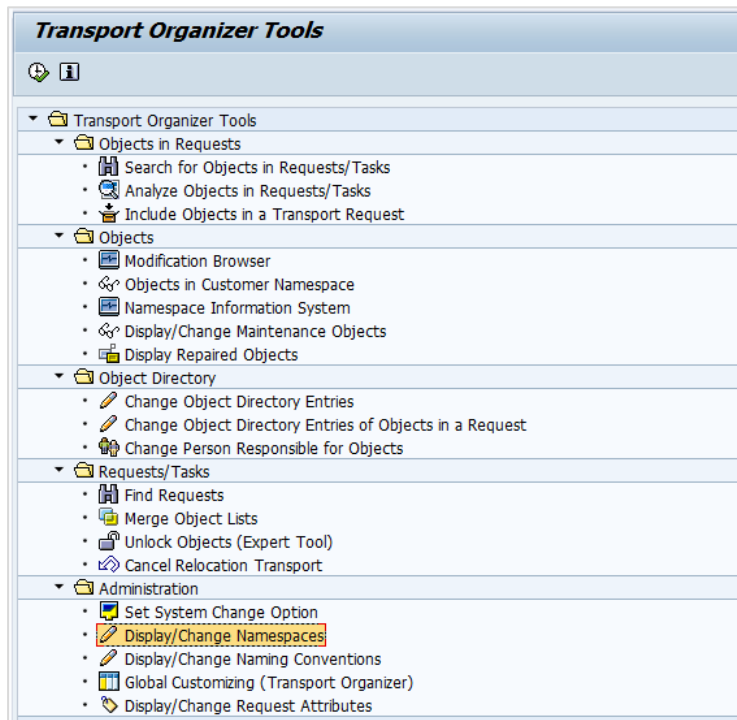 Transport Organizer Tools
Transport Organizer Tools
Objects in Requests
Search for Objects in Requests/Tasks
Analyze Objects in Requests/Tasks
Include Objects in a Transport Request
Objects
Modification Browser
Objects in Customer Namespace
Namespace Information System
Display/Change Maintenance Objects
Display Repaired Objects
Object Directory
Change Object Directory Entries
Change Object Directory Entries of Objects in a Request
Change Person Responsible for Objects
Requests/Tasks
Find Requests
Merge Object Lists
Unlock Objects (Expert Tool)
Cancel Relocation Transport
Administration
Set System Change Option
Display/Change Namespaces
Display/Change Naming Conventions
Global Customizing (Transport Organizer)
Display/Change Request Attributes